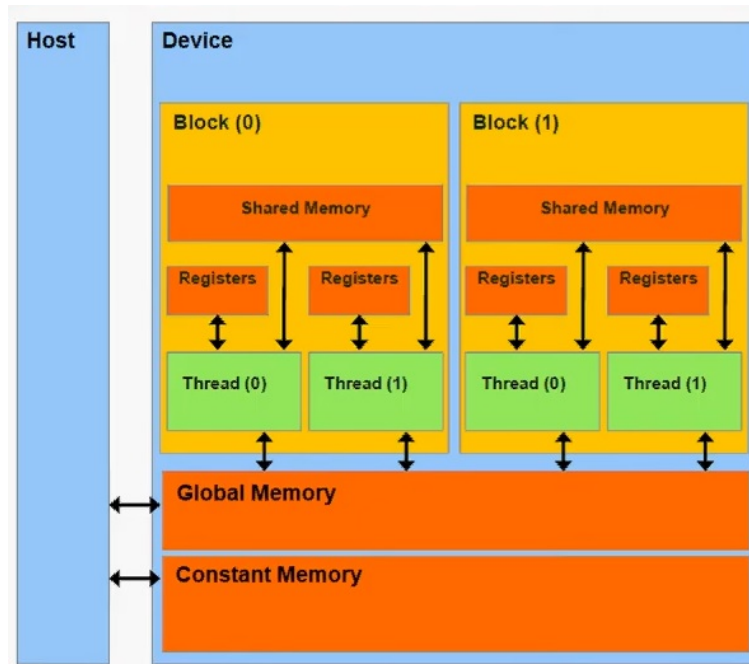 Host
Device
Block (0)
Block (1)
Shared Memory
Shared Memory
Registers
Registers
Registers
Registers
Thread (0)
Thread (1)
Thread (0)
Thread (1)
Global Memory
Constant Memory